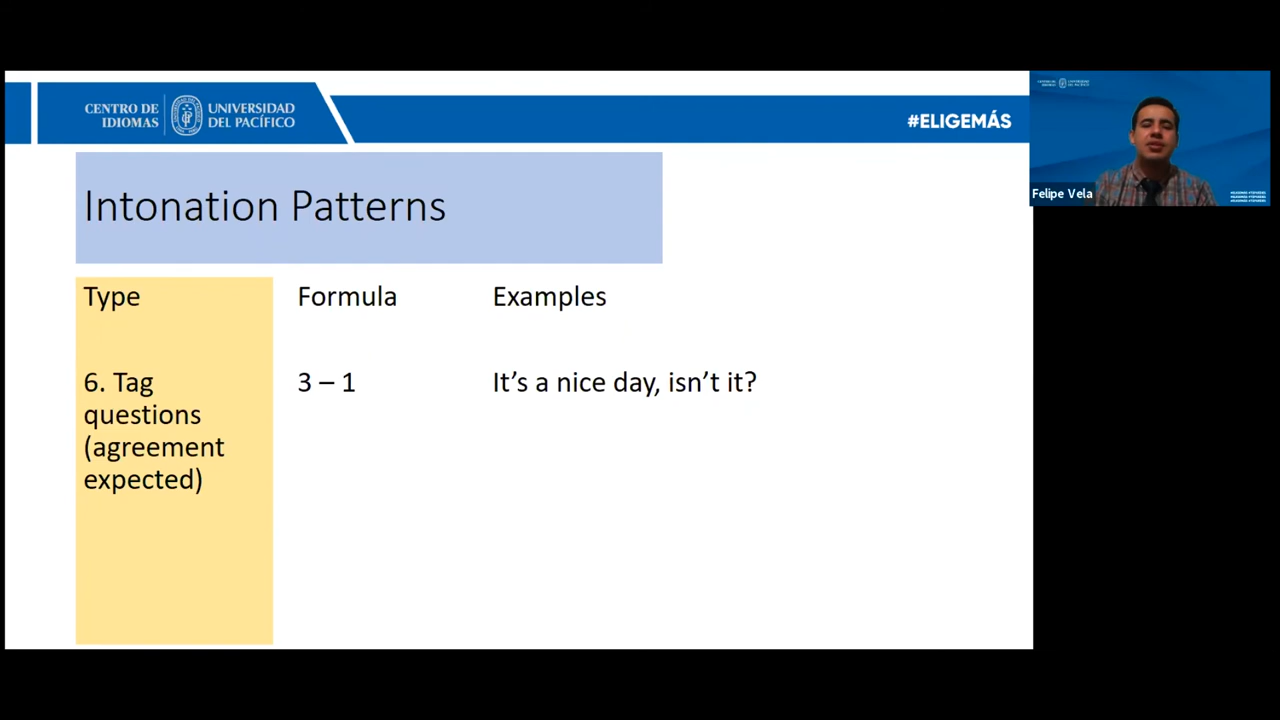 CENTRO DE
IDIOMAS
UNIVERSIDAD
DEL PACÍFICO
#ELIGEMÁS
Felipe Vela
Intonation Patterns
Type
Formula
Examples
6. Tag
questions
(agreement
expected)
3 – 1
It's a nice day, isn't it?